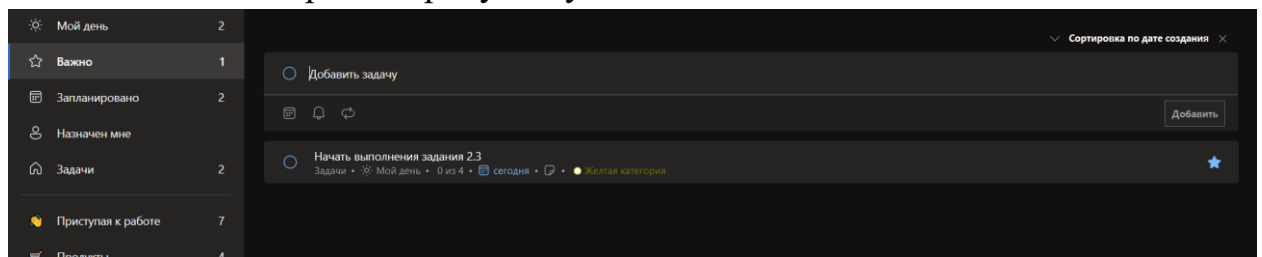 Мой день 2
Важно 1
Запланировано 2
Назначен мне
Задачи 2
Приступая к работе 7
Сортировка по дате создания
Добавить задачу
Добавить
Начать выполнения задания 2.3
Задачи • Мой день • 0 из 4 • сегодня • • Желтая категория